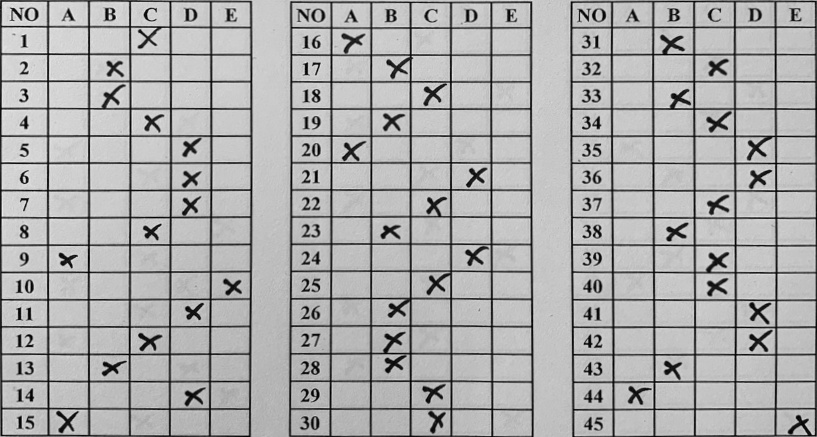 NO A B C D E NO A B C D E NO A B C D E
1 X 16 X 31 X
2 X 17 X 32 X
3 X 18 X 33 X
4 X 19 X 34 X
5 X 20 X 35 X
6 X 21 X 36 X
7 X 22 X 37 X
8 X 23 X 38 X
9 X 24 X 39 X
10 X 25 X 40 X
11 X 26 X 41 X
12 X 27 X 42 X
13 X 28 X 43 X
14 X 29 X 44 X
15 X 30 X 45 X